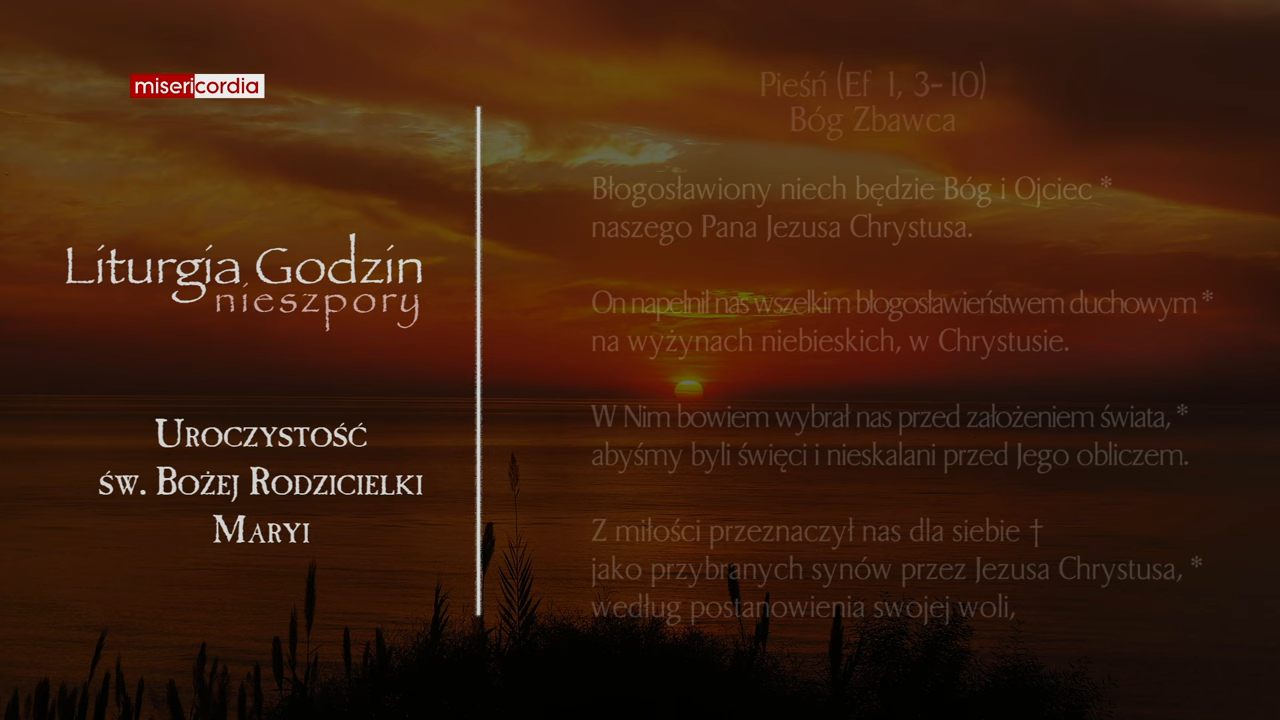 misericordia
Liturgia Godzin
nieszpory
Uroczystość
św. Bożej Rodzicielki
Maryi
Pieśń (Ef 1, 3-10)
Bóg Zbawca
Błogosławiony niech będzie Bóg i Ojciec *
naszego Pana Jezusa Chrystusa.
On napełnił nas wszelkim błogosławieństwem duchowym *
na wyżynach niebieskich, w Chrystusie.
W Nim bowiem wybrał nas przed założeniem świata, *
abyśmy byli święci i nieskalani przed Jego obliczem.
Z miłości przeznaczył nas dla siebie †
jako przybranych synów przez Jezusa Chrystusa, *
według postanowienia swojej woli,